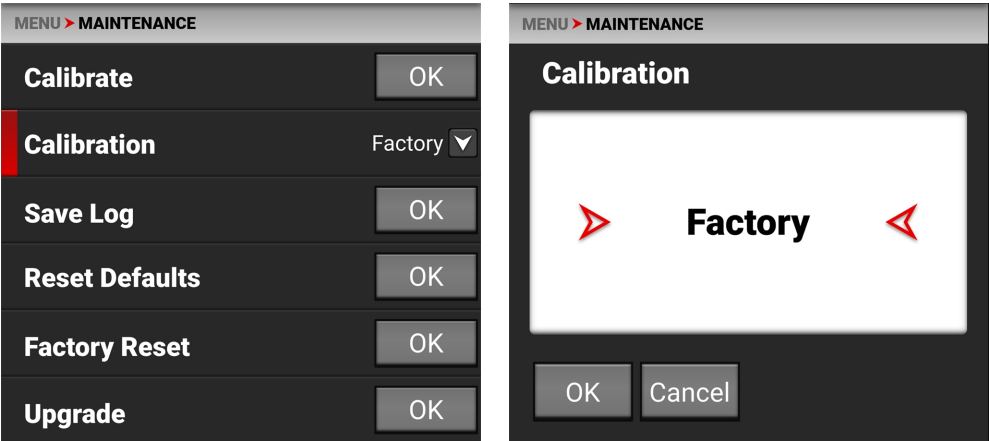 MENU MAINTENANCE
Calibrate OK
Calibration Factory
Save Log OK
Reset Defaults OK
Factory Reset OK
Upgrade OK
MENU MAINTENANCE
Calibration
Factory
OK Cancel